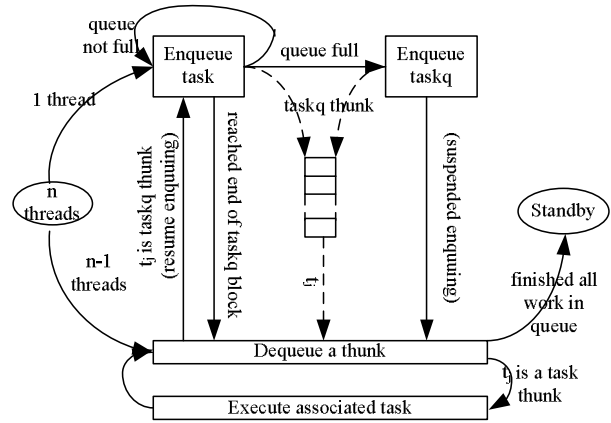 queue
not full
Enqueue
task
queue full
Enqueue
taskq
1 thread
taskq thunk
n
threads
tj is taskq thunk
(resume enquuing)
reached end of taskq block
(suspended enquuing)
Standby
n-1
threads
tj
finished all
work in
queue
Dequeue a thunk
tj is a task
thunk
Execute associated task